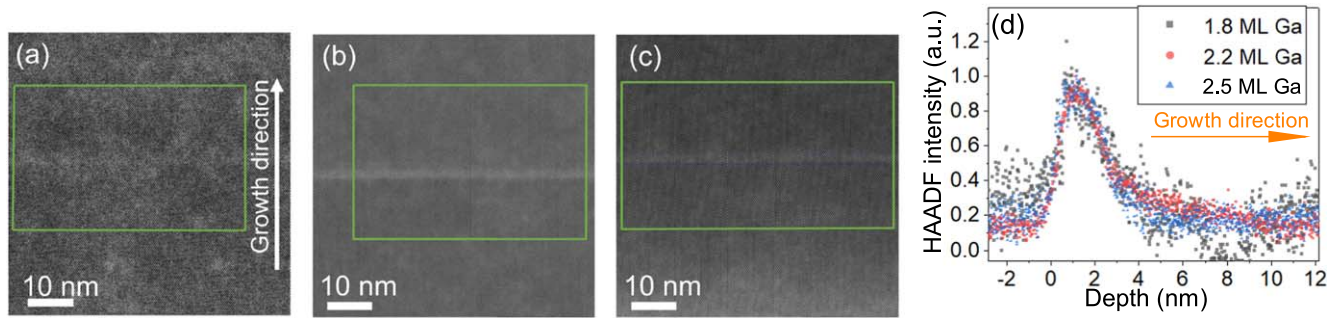 (a)
Growth direction
10 nm
(b)
10 nm
(c)
10 nm
(d)
1.8 ML Ga
2.2 ML Ga
2.5 ML Ga
Growth direction
HAADF intensity (a.u.)
1.2
1.0
0.8
0.6
0.4
0.2
0.0
-2 0 2 4 6 8 10 12
Depth (nm)